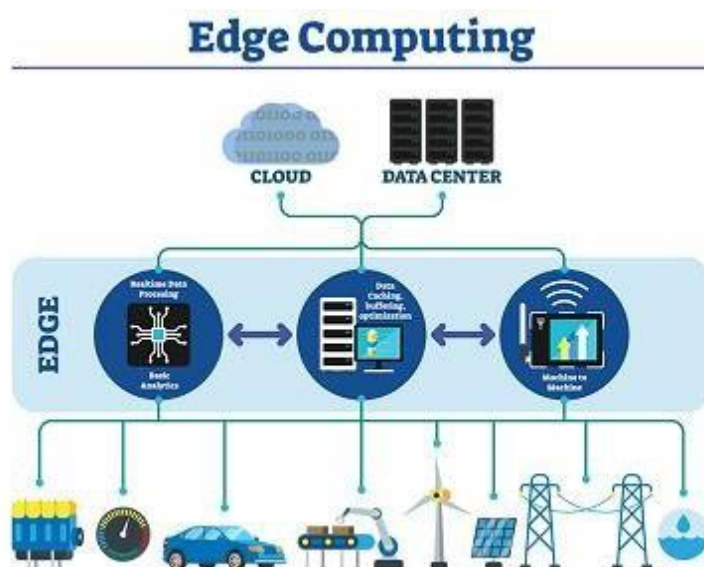 Edge Computing
CLOUD
DATA CENTER
EDGE
Realtime Data
Processing
Basic
Analytics
Data
Caching,
buffering,
optimization
Machine to
Machine